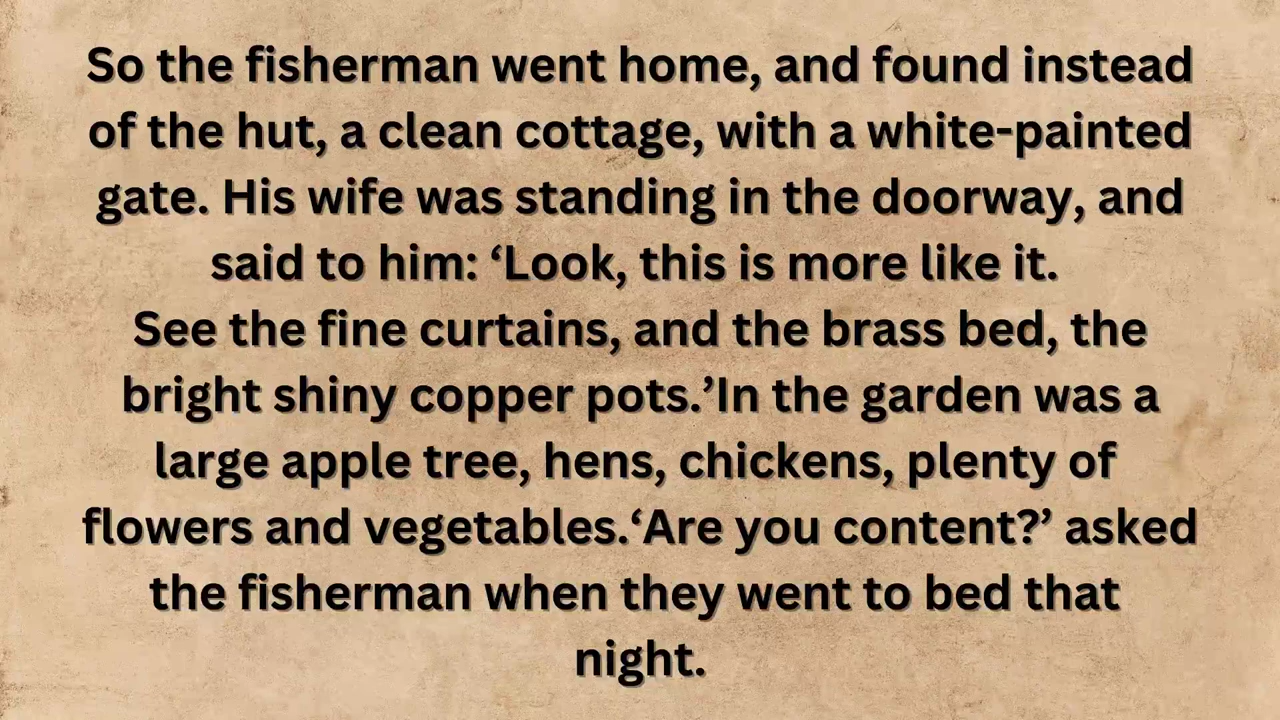 So the fisherman went home, and found instead
of the hut, a clean cottage, with a white-painted
gate. His wife was standing in the doorway, and
said to him: ‘Look, this is more like it.
See the fine curtains, and the brass bed, the
bright shiny copper pots.’In the garden was a
large apple tree, hens, chickens, plenty of
flowers and vegetables.‘Are you content?’ asked
the fisherman when they went to bed that
night.